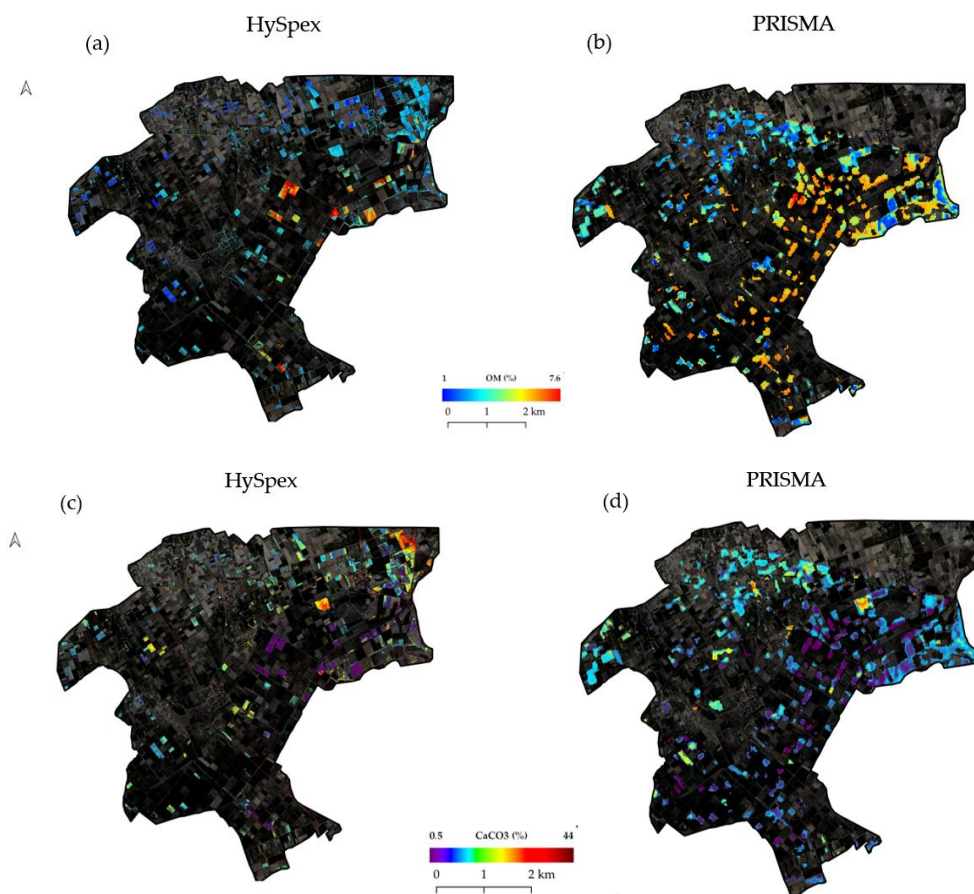 HySpex
PRISMA
(a)
(b)
1 OM (%) 7.6
0 1 2 km
HySpex
PRISMA
(c)
(d)
0.5 CaCO3 (%) 44
0 1 2 km